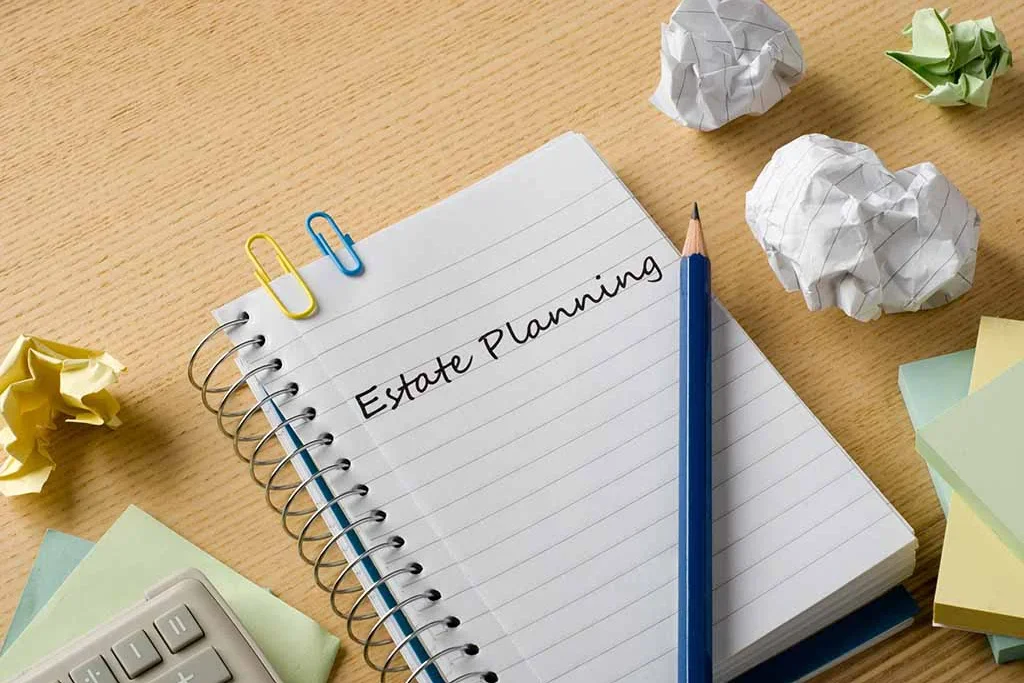 Estate Planning
÷ − =
+